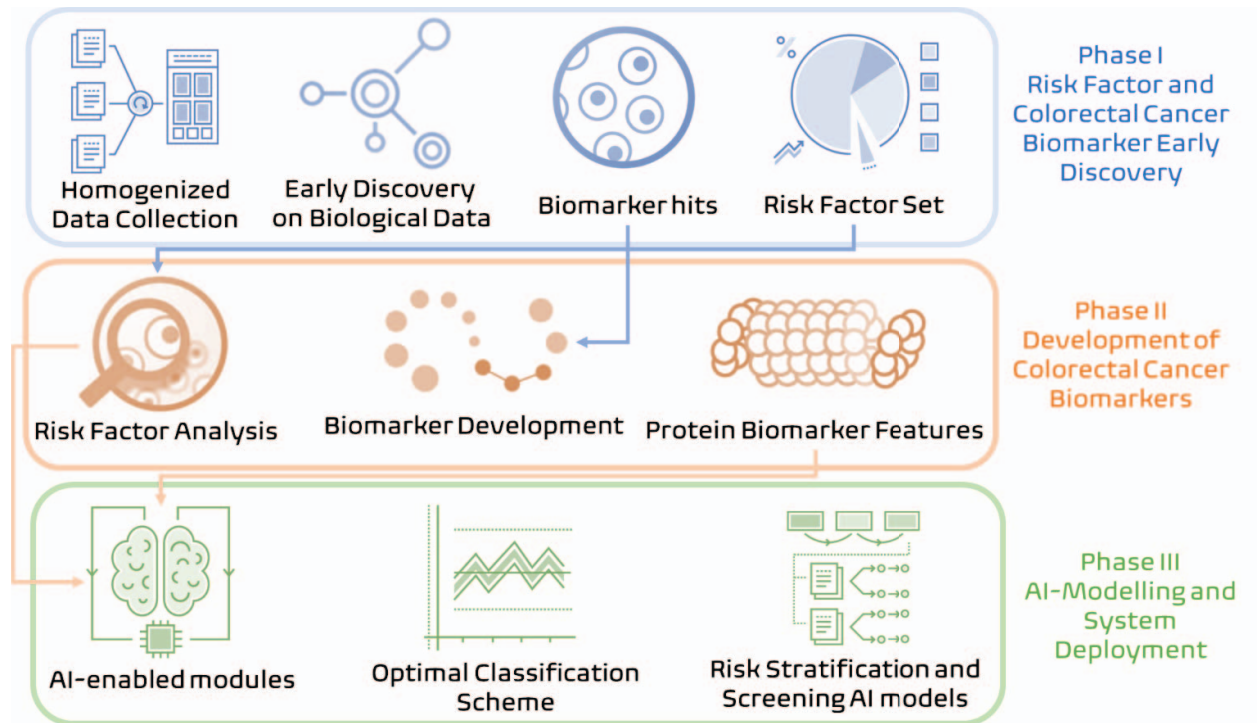 Homogenized
Data Collection
Early Discovery
on Biological Data
Biomarker hits
%
Risk Factor Set
Phase I
Risk Factor and
Colorectal Cancer
Biomarker Early
Discovery
Risk Factor Analysis
Biomarker Development
Protein Biomarker Features
Phase II
Development of
Colorectal Cancer
Biomarkers
AI-enabled modules
Optimal Classification
Scheme
Risk Stratification and
Screening AI models
Phase III
AI-Modelling and
System
Deployment